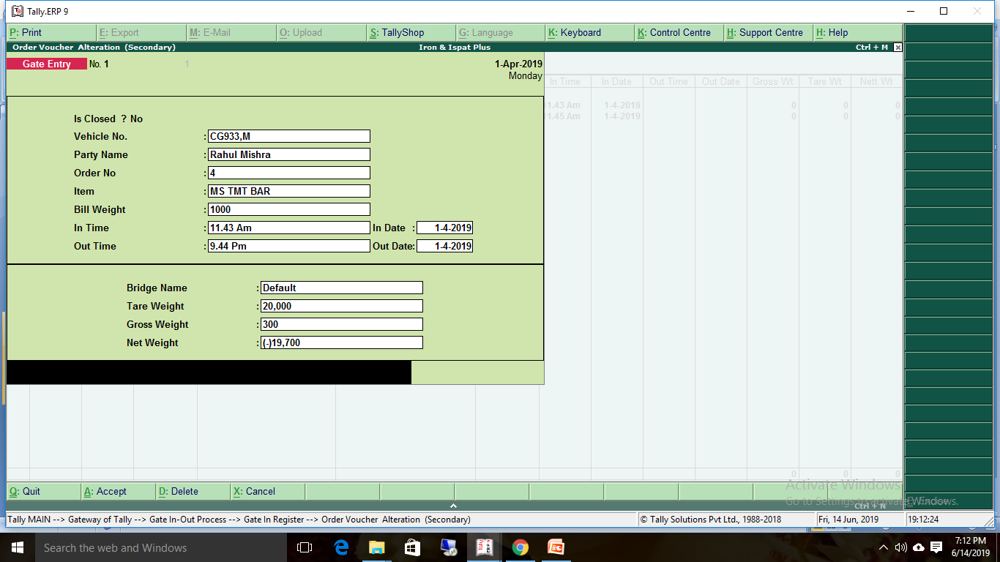 Tally.ERP 9
P: Print E: Export M: E-Mail O: Upload S: TallyShop G: Language K: Keyboard K: Control Centre H: Support Centre H: Help
Order Voucher Alteration (Secondary) Iron & Ispat Plus Ctrl + M
Gate Entry No. 1 1 1-Apr-2019
Monday
In Time In Date Out Time Out Date Gross Wt Tare Wt Nett Wt
11.43 Am 1-4-2019 0 0 0
11.45 Am 1-4-2019 0 0 0
Is Closed ? No
Vehicle No. : CG933,M
Party Name : Rahul Mishra
Order No : 4
Item : MS TMT BAR
Bill Weight : 1000
In Time : 11.43 Am In Date : 1-4-2019
Out Time : 9.44 Pm Out Date: 1-4-2019
Bridge Name : Default
Tare Weight : 20,000
Gross Weight : 300
Net Weight : (-)19,700
0 0 0
Activate Windows
Go to Settings to activate Windows.
Q: Quit A: Accept D: Delete X: Cancel
Ctrl + N
Tally MAIN --> Gateway of Tally --> Gate In-Out Process --> Gate In Register --> Order Voucher Alteration (Secondary) © Tally Solutions Pvt Ltd., 1988-2018 Fri, 14 Jun, 2019 19:12:24
Search the web and Windows
7:12 PM
6/14/2019